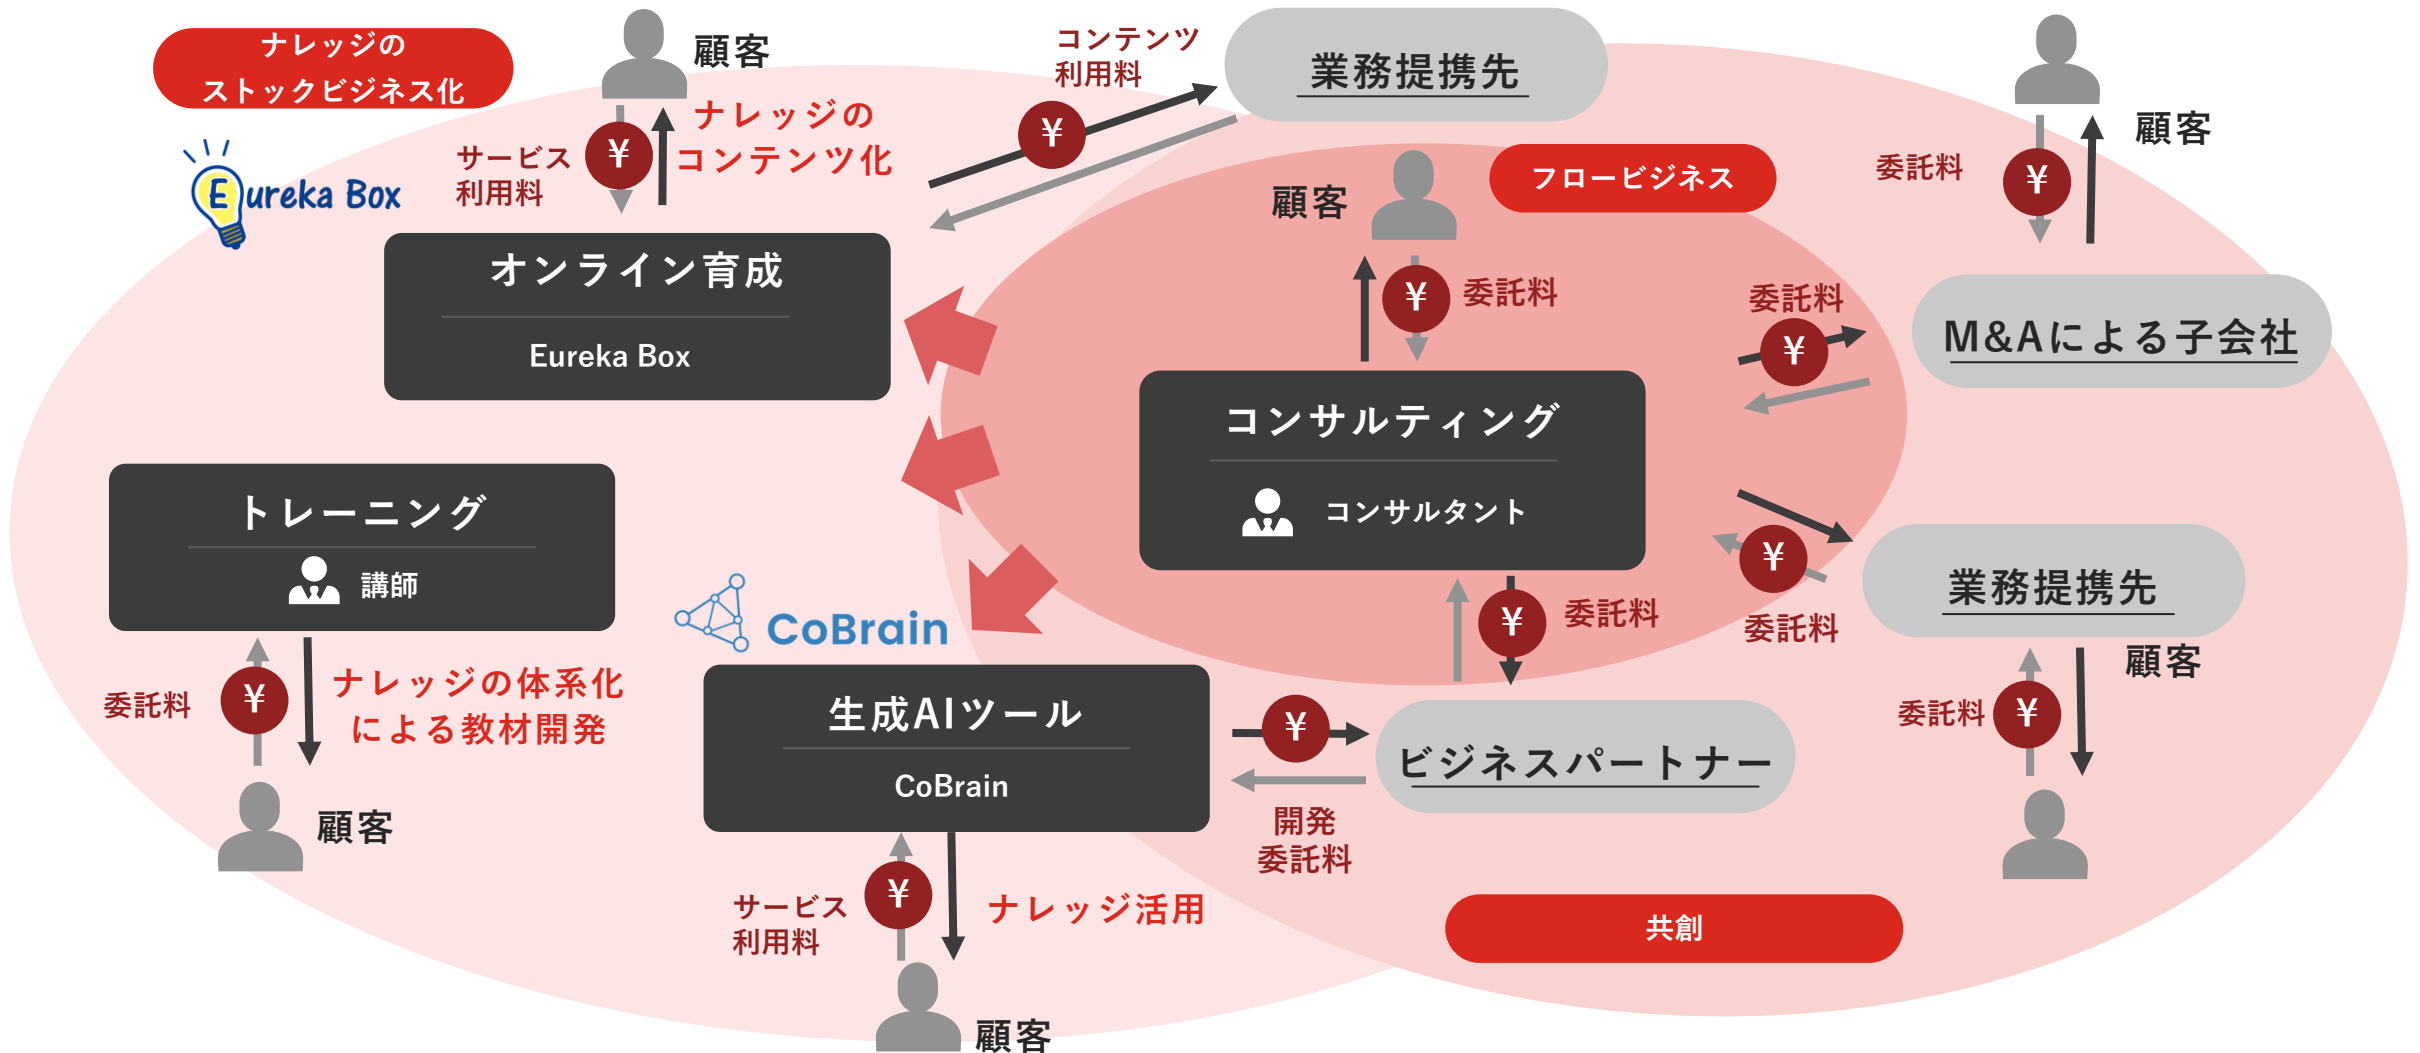 ナレッジの
ストックビジネス化
Eureka Box
顧客
ナレッジの
コンテンツ化
サービス
利用料
¥
コンテンツ
利用料
¥
業務提携先
オンライン育成
Eureka Box
トレーニング
講師
委託料
¥
ナレッジの体系化
による教材開発
顧客
CoBrain
生成AIツール
CoBrain
サービス
利用料
¥
ナレッジ活用
顧客
フロービジネス
顧客
¥
委託料
コンサルティング
コンサルタント
¥
委託料
¥
開発
委託料
ビジネスパートナー
委託料
¥
顧客
委託料
¥
M&Aによる子会社
¥
委託料
業務提携先
顧客
委託料
¥
共創